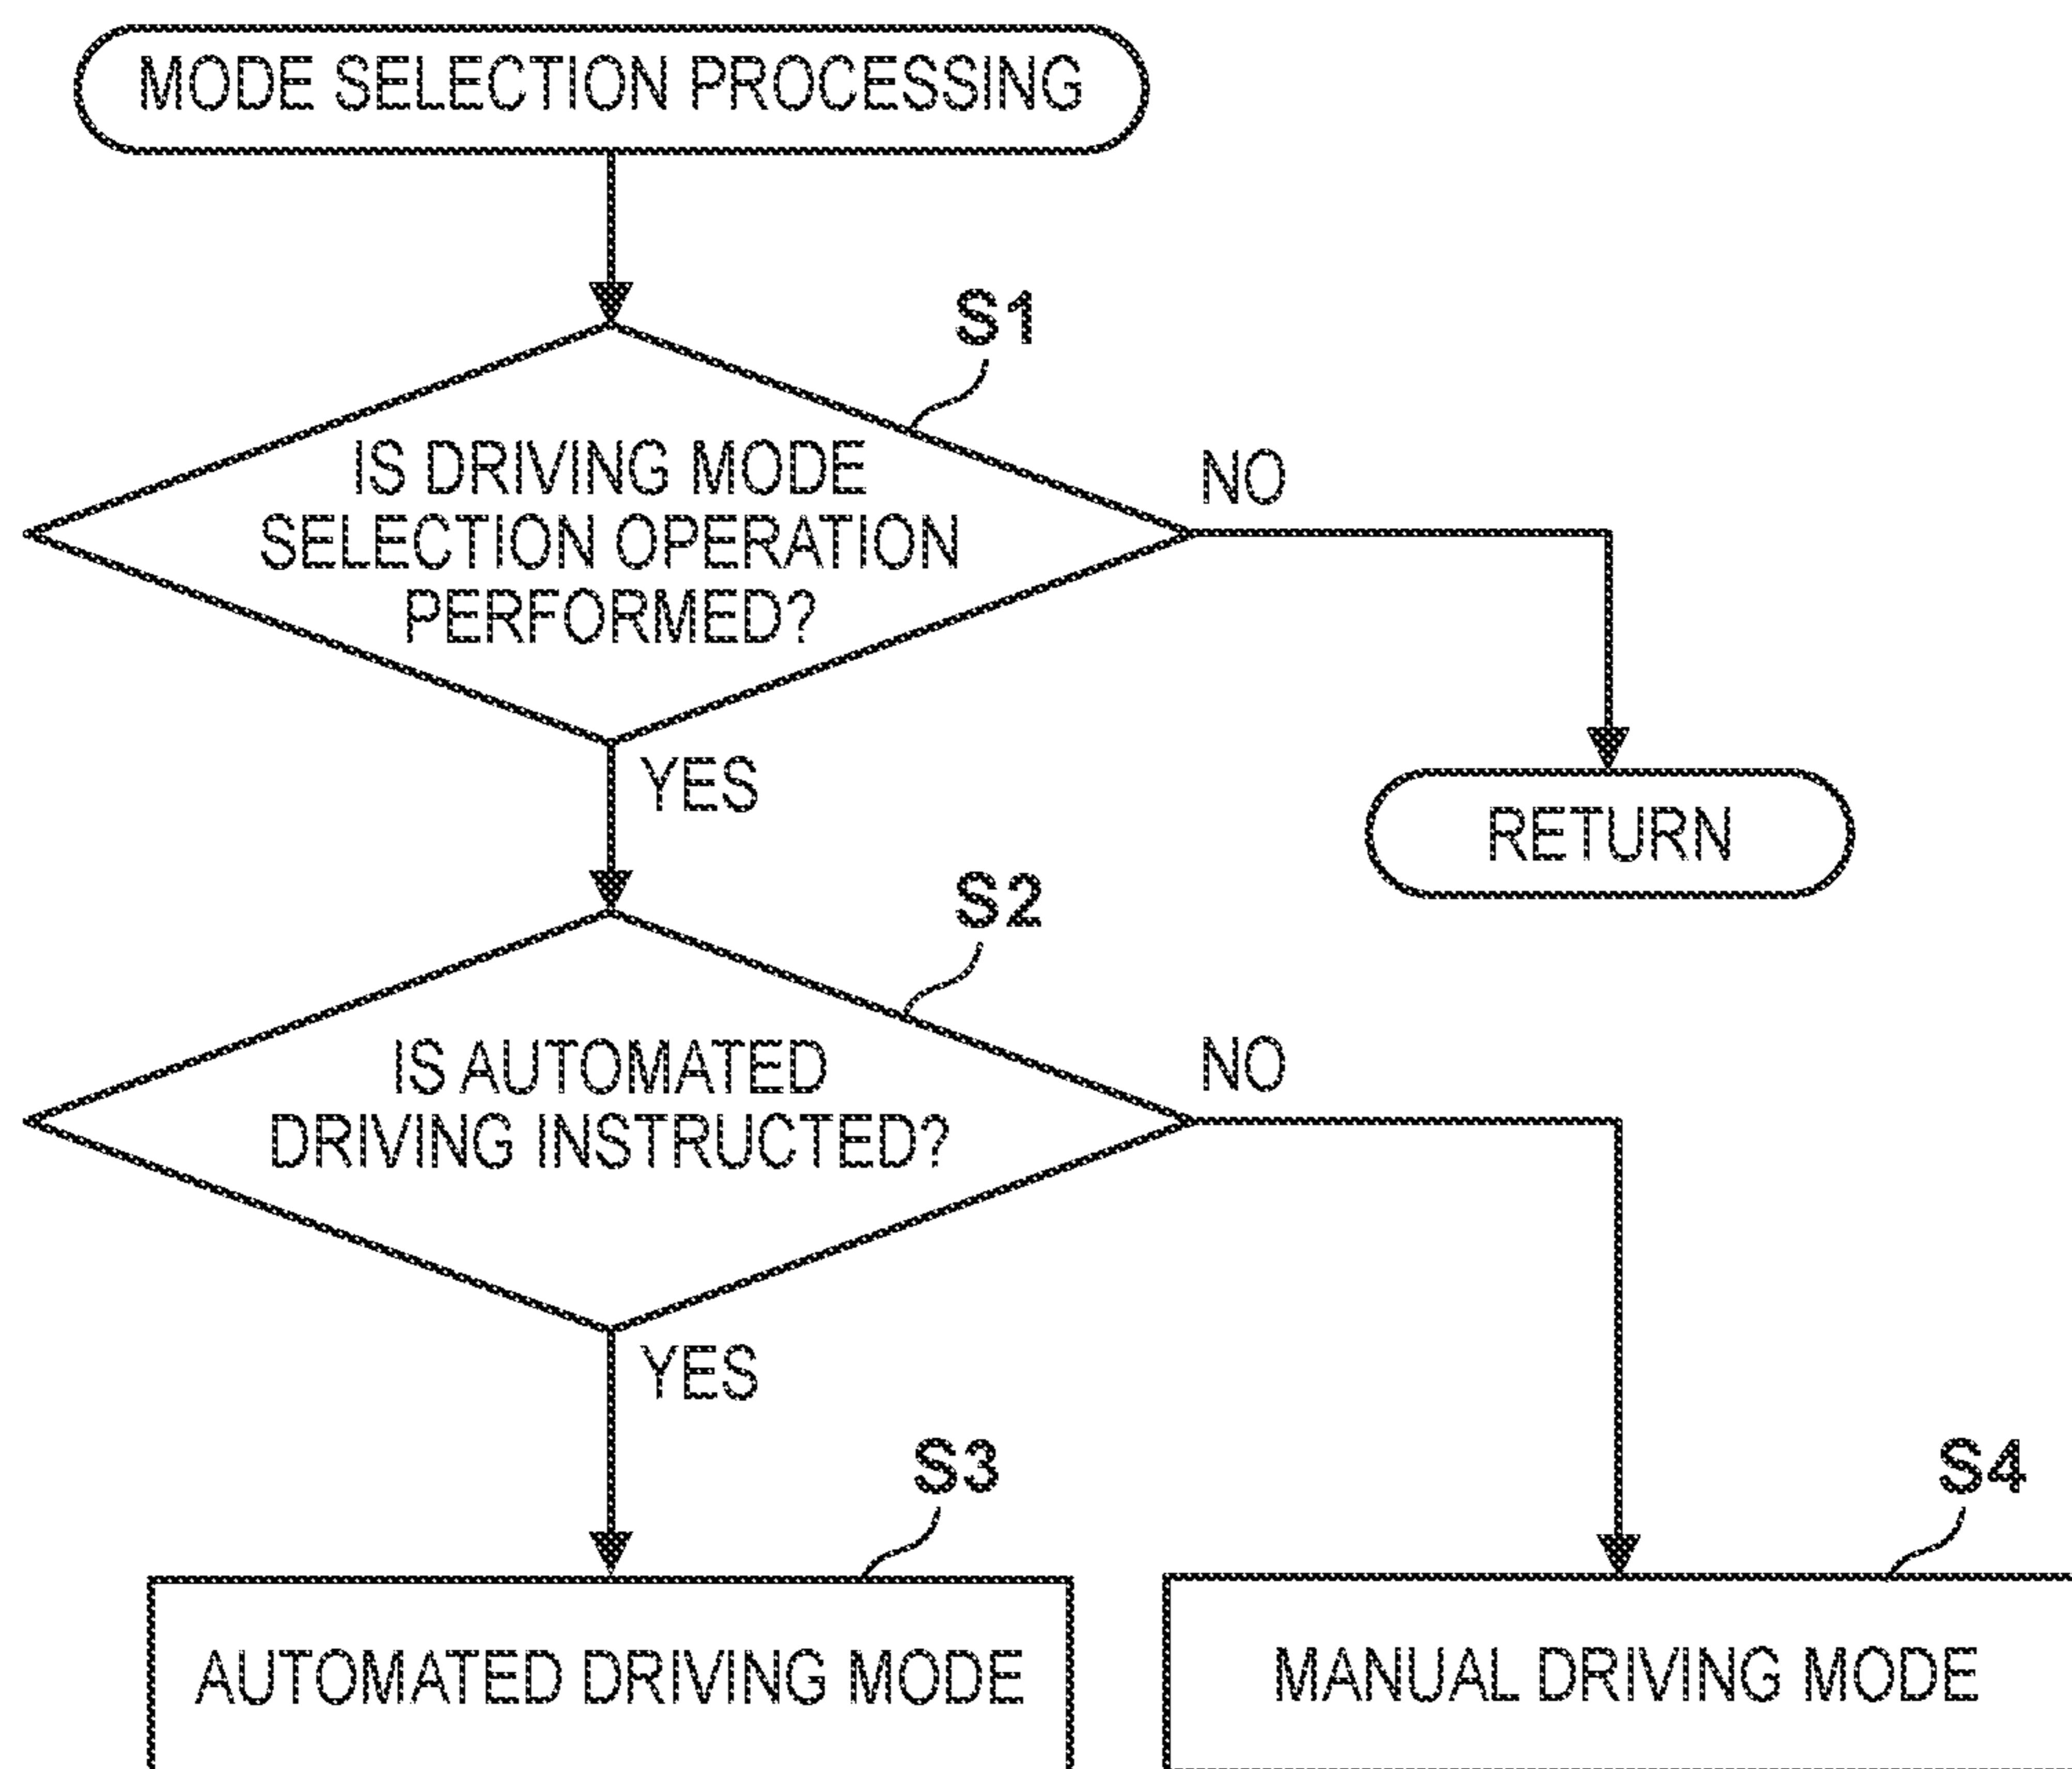 MODE SELECTION PROCESSING
S1
IS DRIVING MODE
SELECTION OPERATION
PERFORMED?
NO
YES
RETURN
S2
IS AUTOMATED
DRIVING INSTRUCTED?
NO
YES
S3
S4
AUTOMATED DRIVING MODE
MANUAL DRIVING MODE